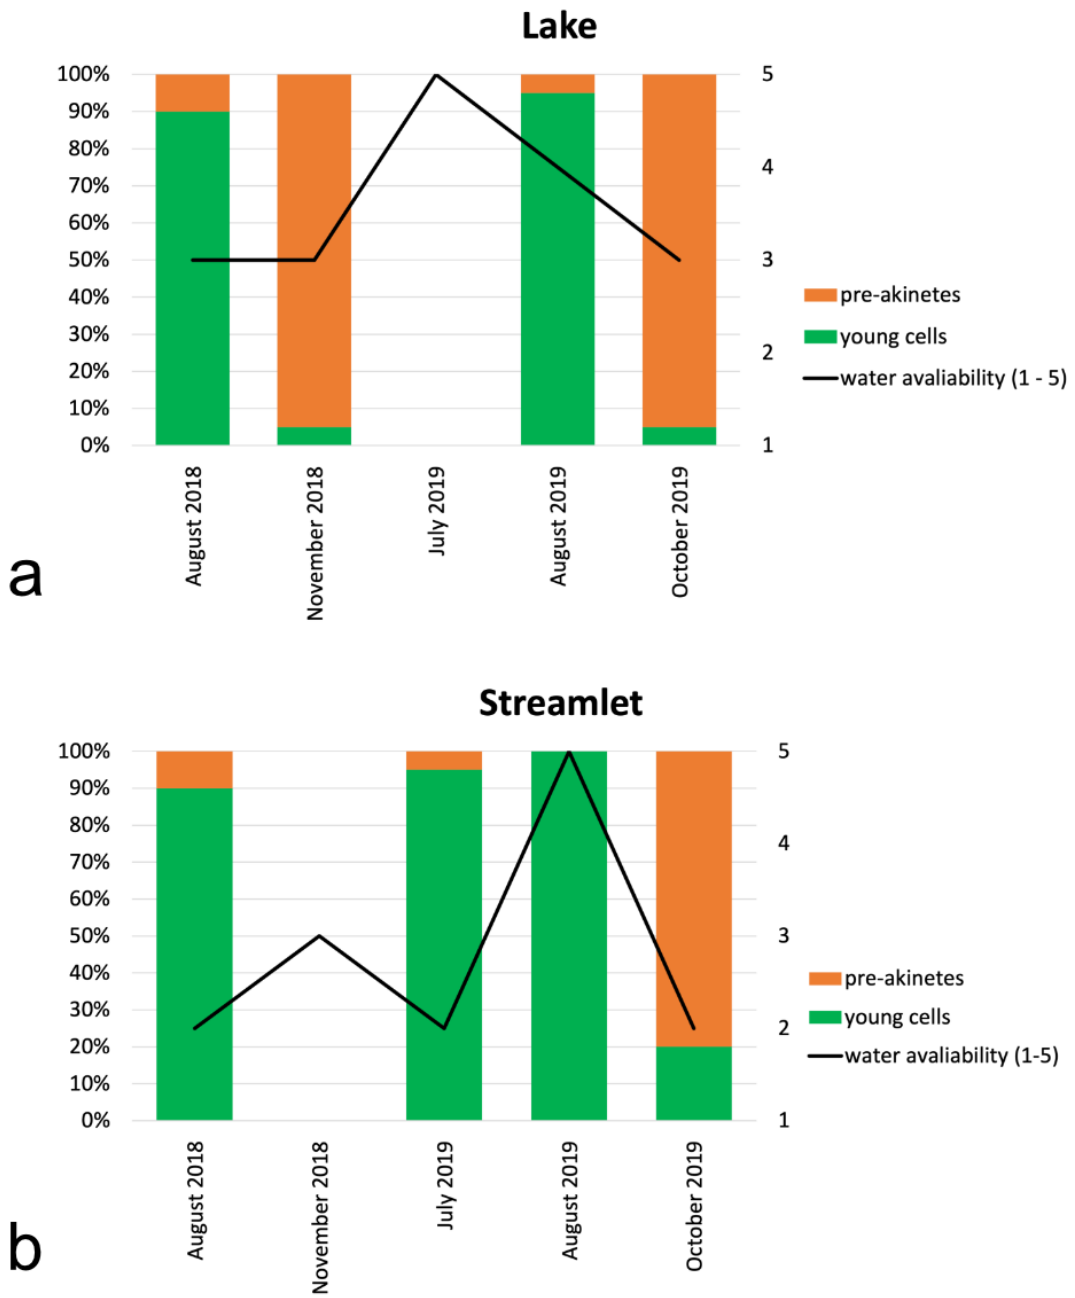 Lake
100%
90%
80%
70%
60%
50%
40%
30%
20%
10%
0%
5
4
3
2
1
pre-akinetes
young cells
water avaliability (1 - 5)
August 2018
November 2018
July 2019
August 2019
October 2019
a
Streamlet
100%
90%
80%
70%
60%
50%
40%
30%
20%
10%
0%
5
4
3
2
1
pre-akinetes
young cells
water avaliability (1-5)
August 2018
November 2018
July 2019
August 2019
October 2019
b